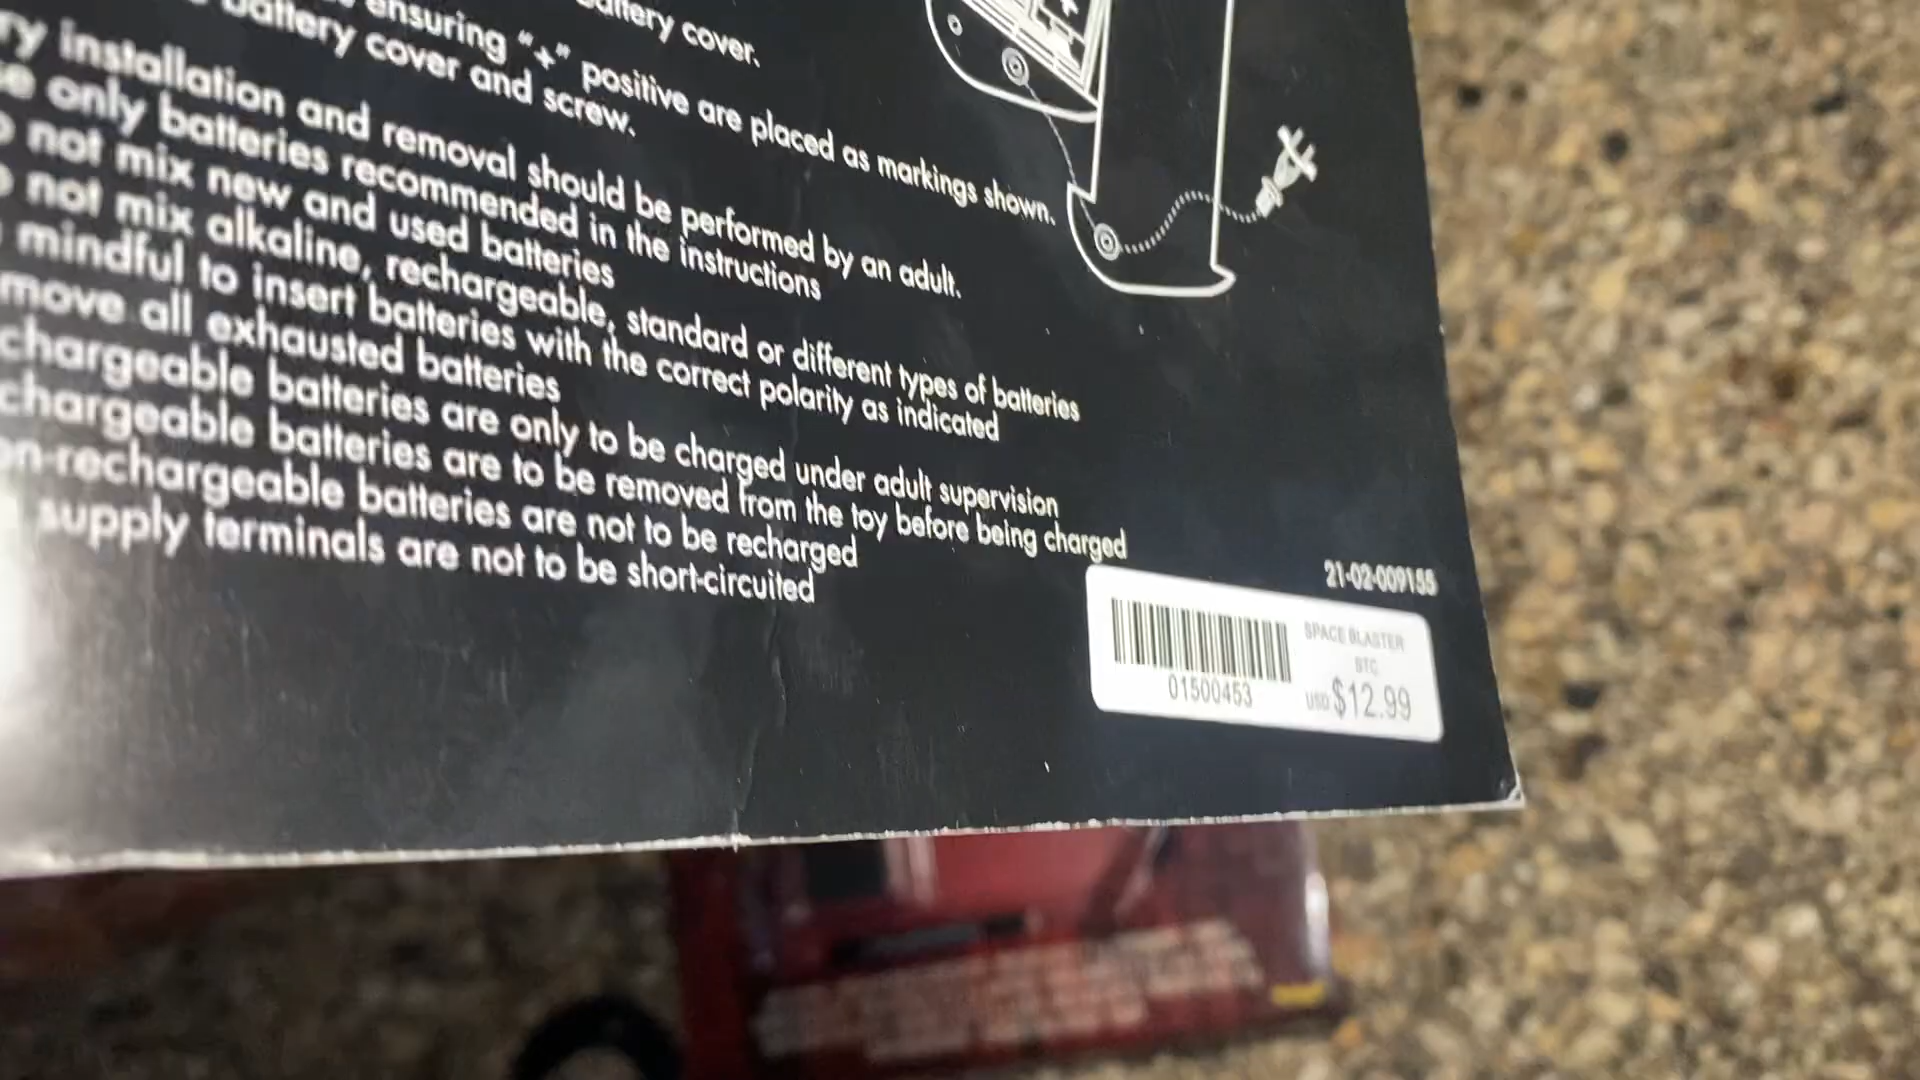 battery cover.
ensuring "+" positive are placed as markings shown.
battery cover and screw.
installation and removal should be performed by an adult.
only batteries recommended in the instructions
not mix new and used batteries
not mix alkaline, rechargeable, standard or different types of batteries
mindful to insert batteries with the correct polarity as indicated
move all exhausted batteries
chargeable batteries are only to be charged under adult supervision
chargeable batteries are to be removed from the toy before being charged
n-rechargeable batteries are not to be recharged
supply terminals are not to be short-circuited
21-02-009155
SPACE BLASTER
STC
01500453
USD $12.99